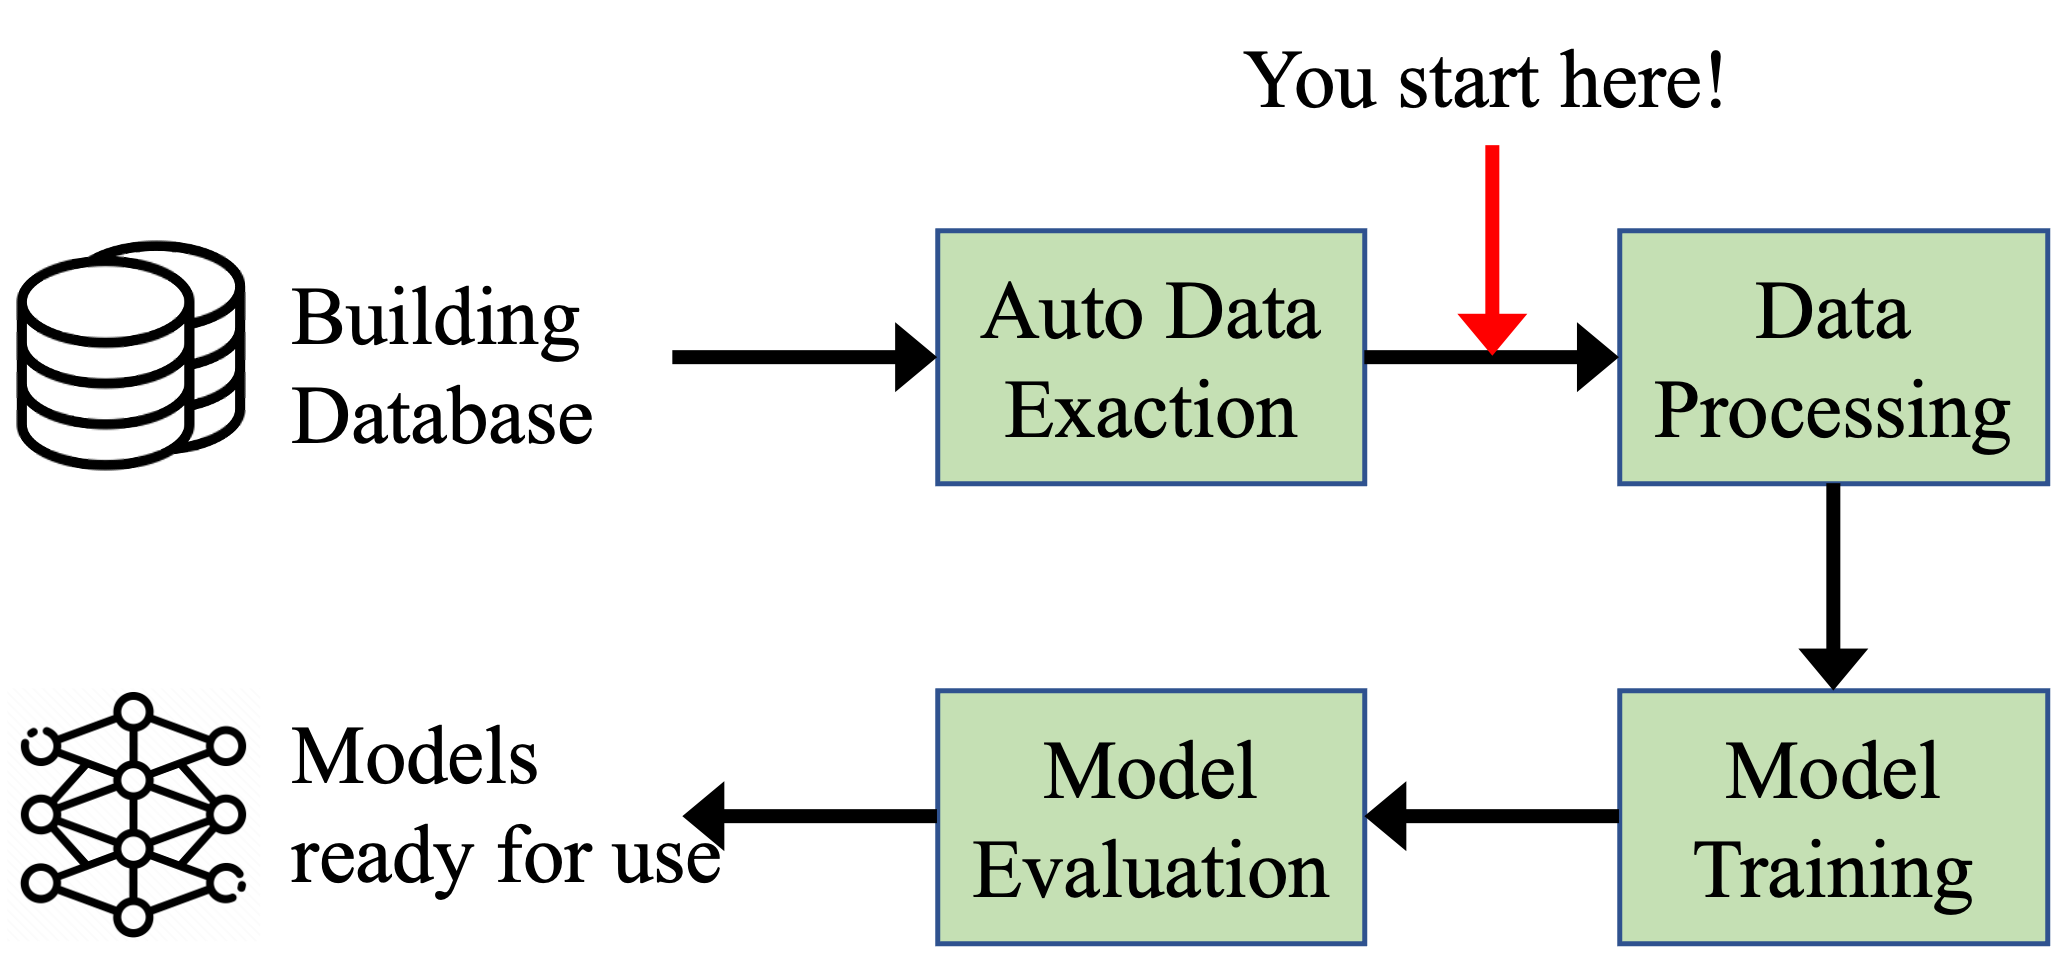 You start here!
Building
Database
Auto Data
Exaction
Data
Processing
Models
ready for use
Model
Evaluation
Model
Training